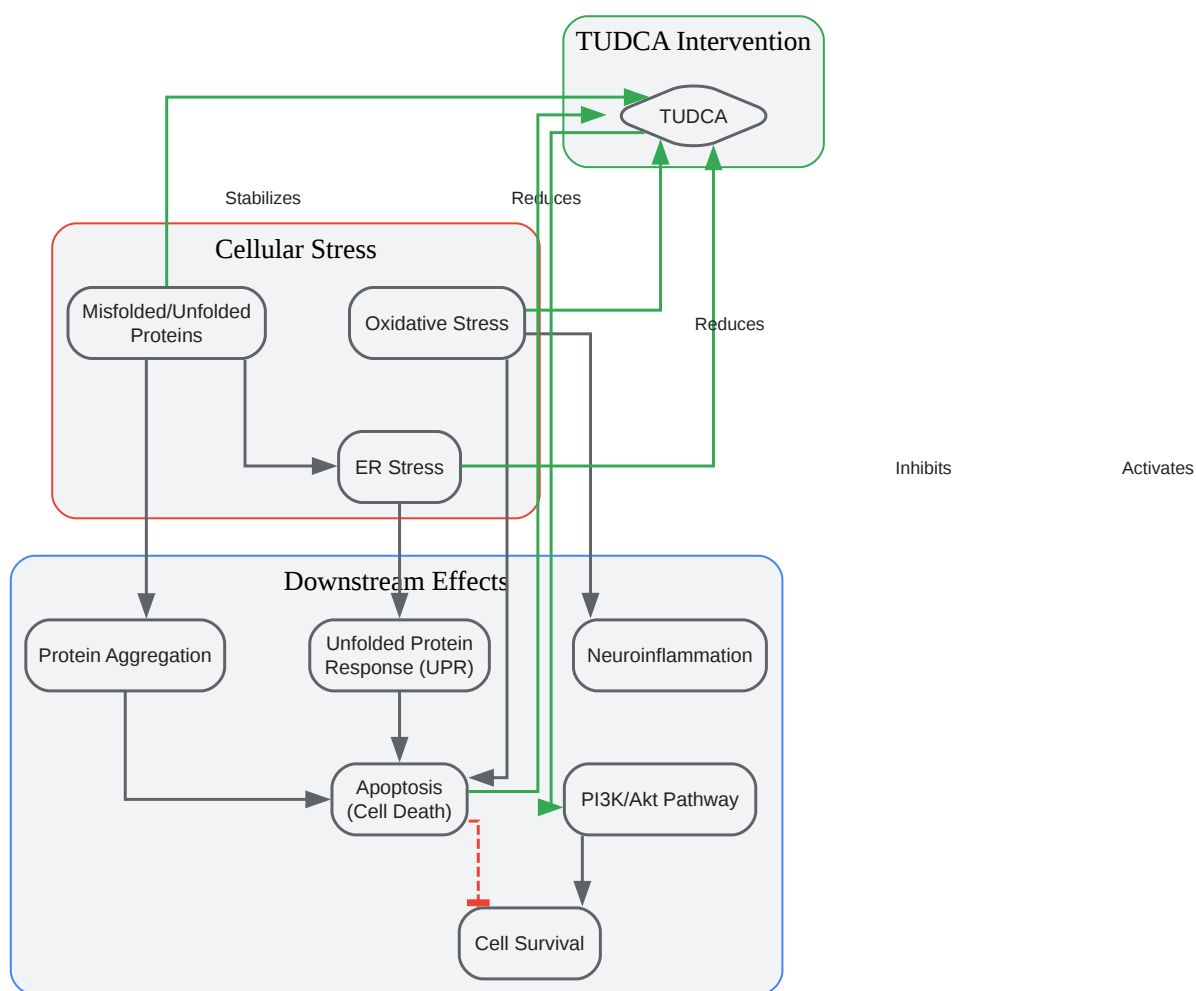 TUDCA Intervention
TUDCA
Stabilizes
Reduces
Cellular Stress
Misfolded/Unfolded
Proteins
Oxidative Stress
Reduces
ER Stress
Inhibits
Activates
Downstream Effects
Protein Aggregation
Unfolded Protein
Response (UPR)
Neuroinflammation
Apoptosis
(Cell Death)
PI3K/Akt Pathway
Cell Survival